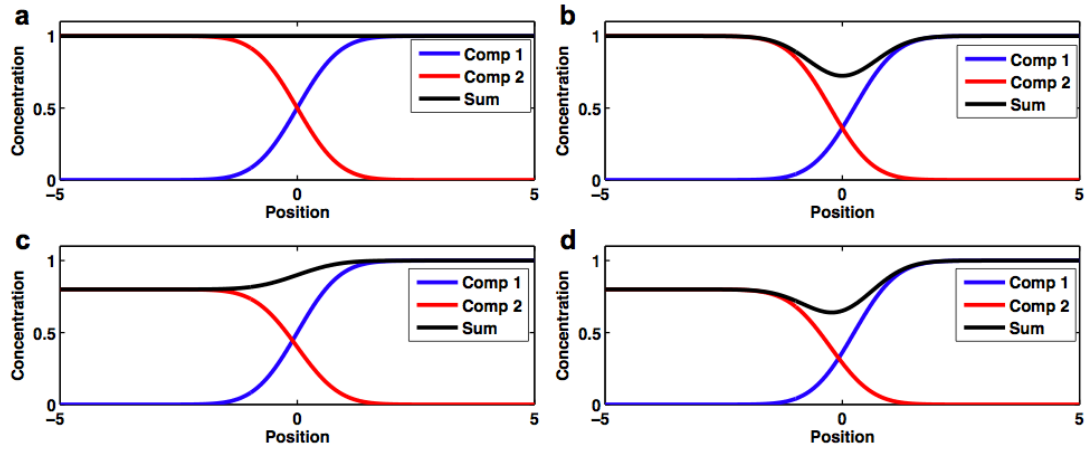 a
Concentration
1
0.5
0
Comp 1
Comp 2
Sum
−5
0
5
Position
b
Concentration
1
0.5
0
Comp 1
Comp 2
Sum
−5
0
5
Position
c
Concentration
1
0.5
0
Comp 1
Comp 2
Sum
−5
0
5
Position
d
Concentration
1
0.5
0
Comp 1
Comp 2
Sum
−5
0
5
Position